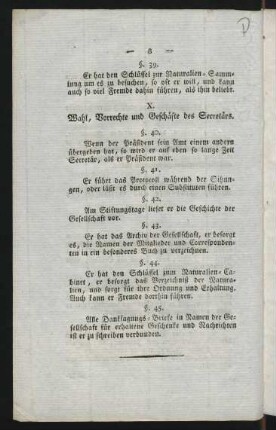 D
— 8 —
§. 39.
Er hat den Schlüssel zur Naturalien-Samm-
lung um es zu besuchen, so oft er will, und kann
auch so viel Fremde dahin führen, als ihm beliebt.
X.
Wahl, Vorrechte und Geschäfte des Secretärs.
§. 40.
Wenn der Präsident sein Amt einem andern
übergeben hat, so wird er auf eben so lange Zeit
Secretär, als er Präsident war.
§. 41.
Er führt das Protocoll während der Sitzun-
gen, oder läßt es durch einen Substituten führen.
§. 42.
Am Stiftungstage liefert er die Geschichte der
Gesellschaft vor.
§. 43.
Er hat das Archiv der Gesellschaft, er besorgt
es, die Namen der Mitglieder und Corresponden-
ten in ein besonderes Buch zu verzeichnen.
§. 44.
Er hat den Schlüssel zum Naturalien-Ca-
binet, er besorgt das Verzeichniß der Natura-
lien, und sorgt für ihre Ordnung und Erhaltung.
Auch kann er Fremde dorthin führen.
§. 45.
Alle Danksagungs-Briefe in Namen der Ge-
sellschaft für erhaltene Geschenke und Nachrichten
ist er zu schreiben verbunden.